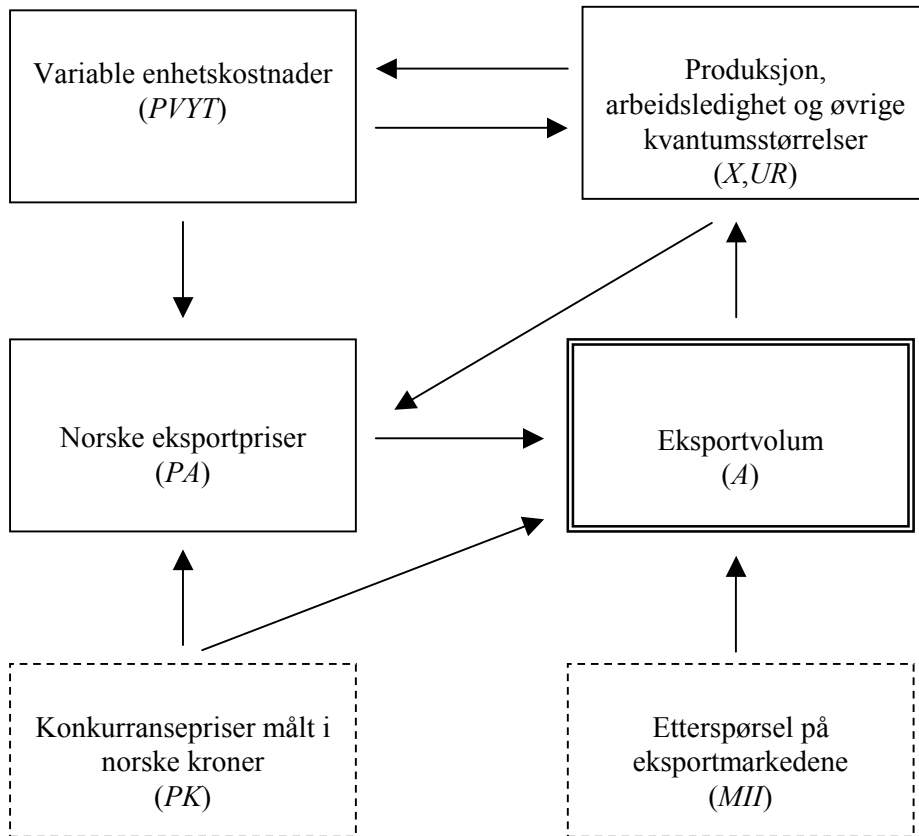 Variable enhetskostnader
(PVYT)
Produksjon,
arbeidsledighet og øvrige
kvantumsstørrelser
(X,UR)
Norske eksportpriser
(PA)
Eksportvolum
(A)
Konkurransepriser målt i
norske kroner
(PK)
Etterspørsel på
eksportmarkedene
(MII)